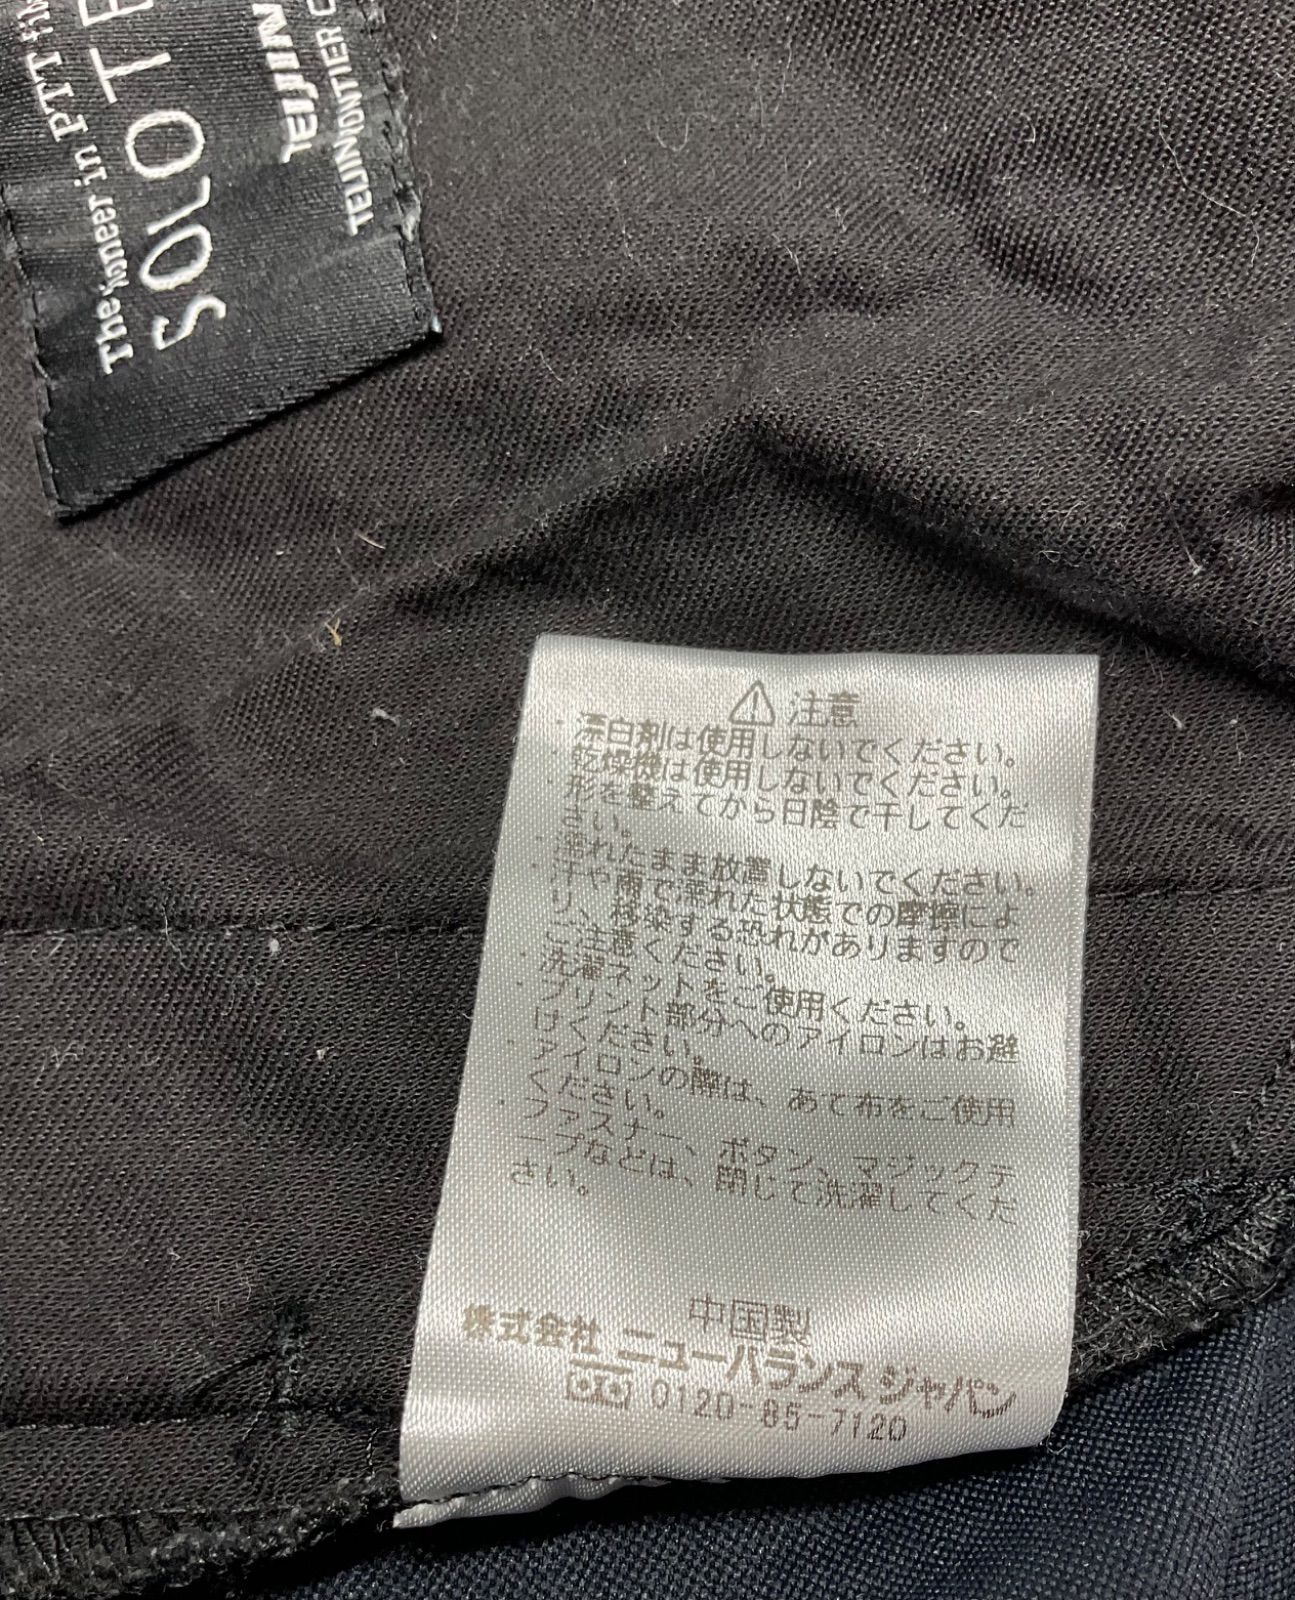 The pioneer in PTT fib
SOLOTE
TEIJIN
TEIJIN FRONTIER C
注意
・漂白剤は使用しないでください。
・乾燥機は使用しないでください。
・形を整えてから日陰で干してくだ
さい。
・濡れたまま放置しないでください。
・汗や雨で濡れた状態での摩擦によ
り、移染する恐れがありますので
ご注意ください。
・洗濯ネットをご使用ください。
・プリント部分へのアイロンはお避
けください。
・アイロンの際は、あて布をご使用
ください。
・ファスナー、ボタン、マジックテ
ープなどは、閉じて洗濯してくだ
さい。
中国製
株式会社 ニューバランス ジャパン
0120-85-7120